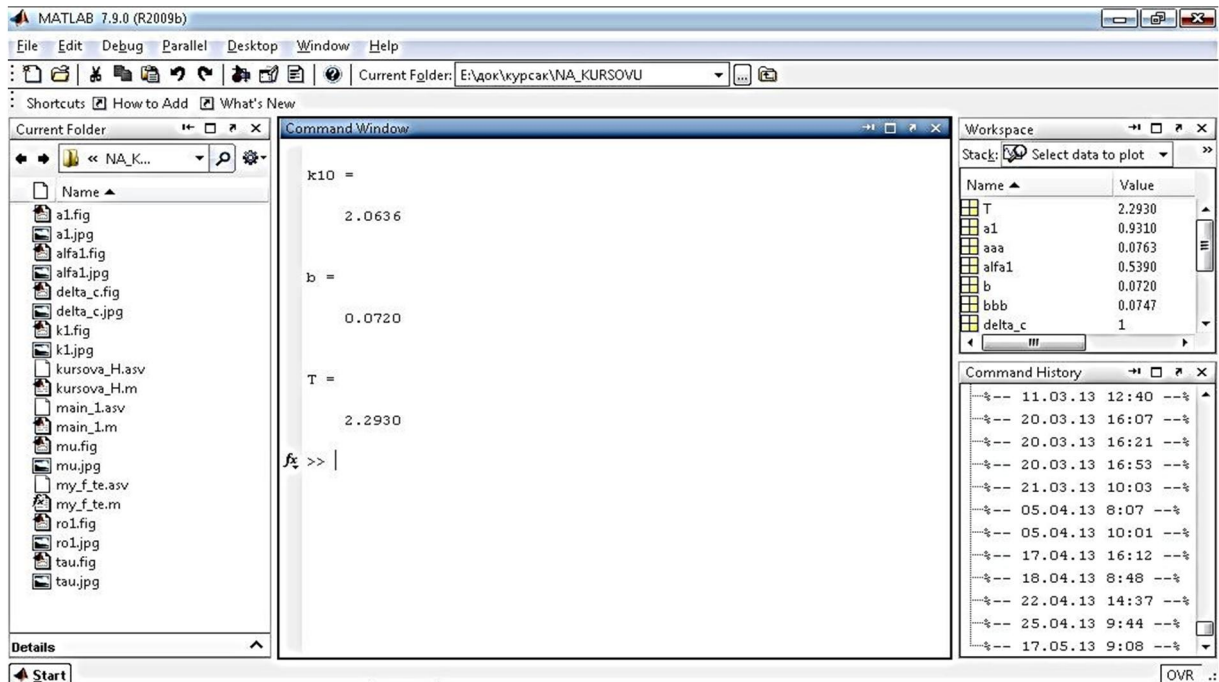 MATLAB 7.9.0 (R2009b)
File Edit Debug Parallel Desktop Window Help
Current Folder: E:\док\курсак\NA_KURSOVU
Shortcuts How to Add What's New
Current Folder
« NA_K...
Name
a1.fig
a1.jpg
alfa1.fig
alfa1.jpg
delta_c.fig
delta_c.jpg
k1.fig
k1.jpg
kursova_H.asv
kursova_H.m
main_1.asv
main_1.m
mu.fig
mu.jpg
my_f_te.asv
my_f_te.m
ro1.fig
ro1.jpg
tau.fig
tau.jpg
Details
Start
Command Window
k10 =
2.0636
b =
0.0720
T =
2.2930
fx >>
Workspace
Stack: Select data to plot
Name Value
T 2.2930
a1 0.9310
aaa 0.0763
alfa1 0.5390
b 0.0720
bbb 0.0747
delta_c 1
Command History
%-- 11.03.13 12:40 --%
%-- 20.03.13 16:07 --%
%-- 20.03.13 16:21 --%
%-- 20.03.13 16:53 --%
%-- 21.03.13 10:03 --%
%-- 05.04.13 8:07 --%
%-- 05.04.13 10:01 --%
%-- 17.04.13 16:12 --%
%-- 18.04.13 8:48 --%
%-- 22.04.13 14:37 --%
%-- 25.04.13 9:44 --%
%-- 17.05.13 9:08 --%
OVR